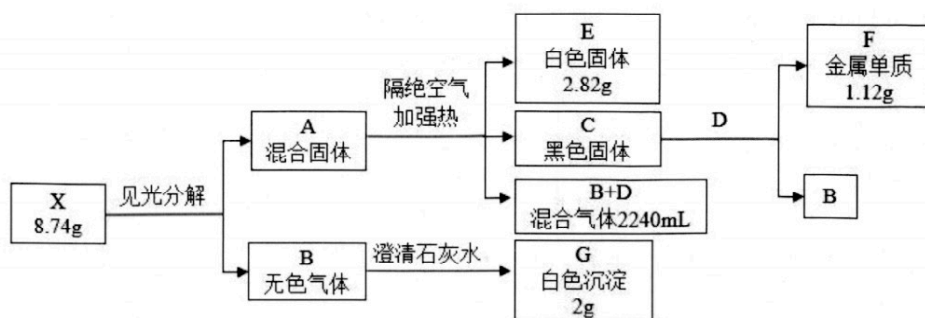 E
白色固体
2.82g
F
金属单质
1.12g
隔绝空气
加强热
A
混合固体
C
黑色固体
D
X
8.74g
见光分解
B+D
混合气体2240mL
B
B
无色气体
澄清石灰水
G
白色沉淀
2g